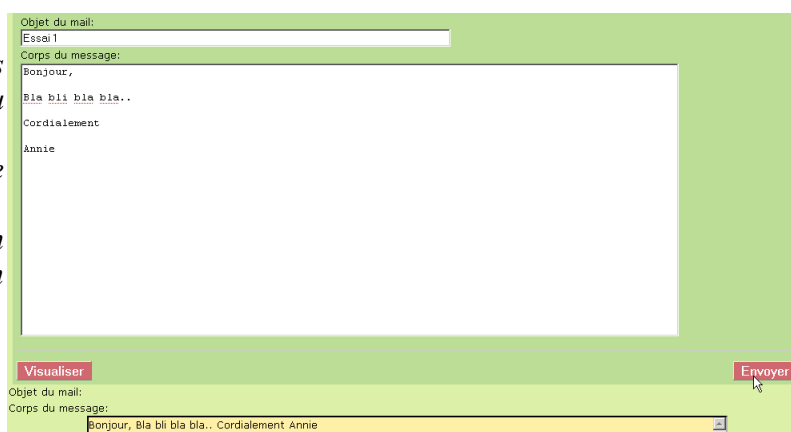 Objet du mail:
Essai 1
Corps du message:
Bonjour,
Bla bli bla bla..
Cordialement
Annie
Visualiser
Envoyer
Objet du mail:
Corps du message:
Bonjour, Bla bli bla bla.. Cordialement Annie